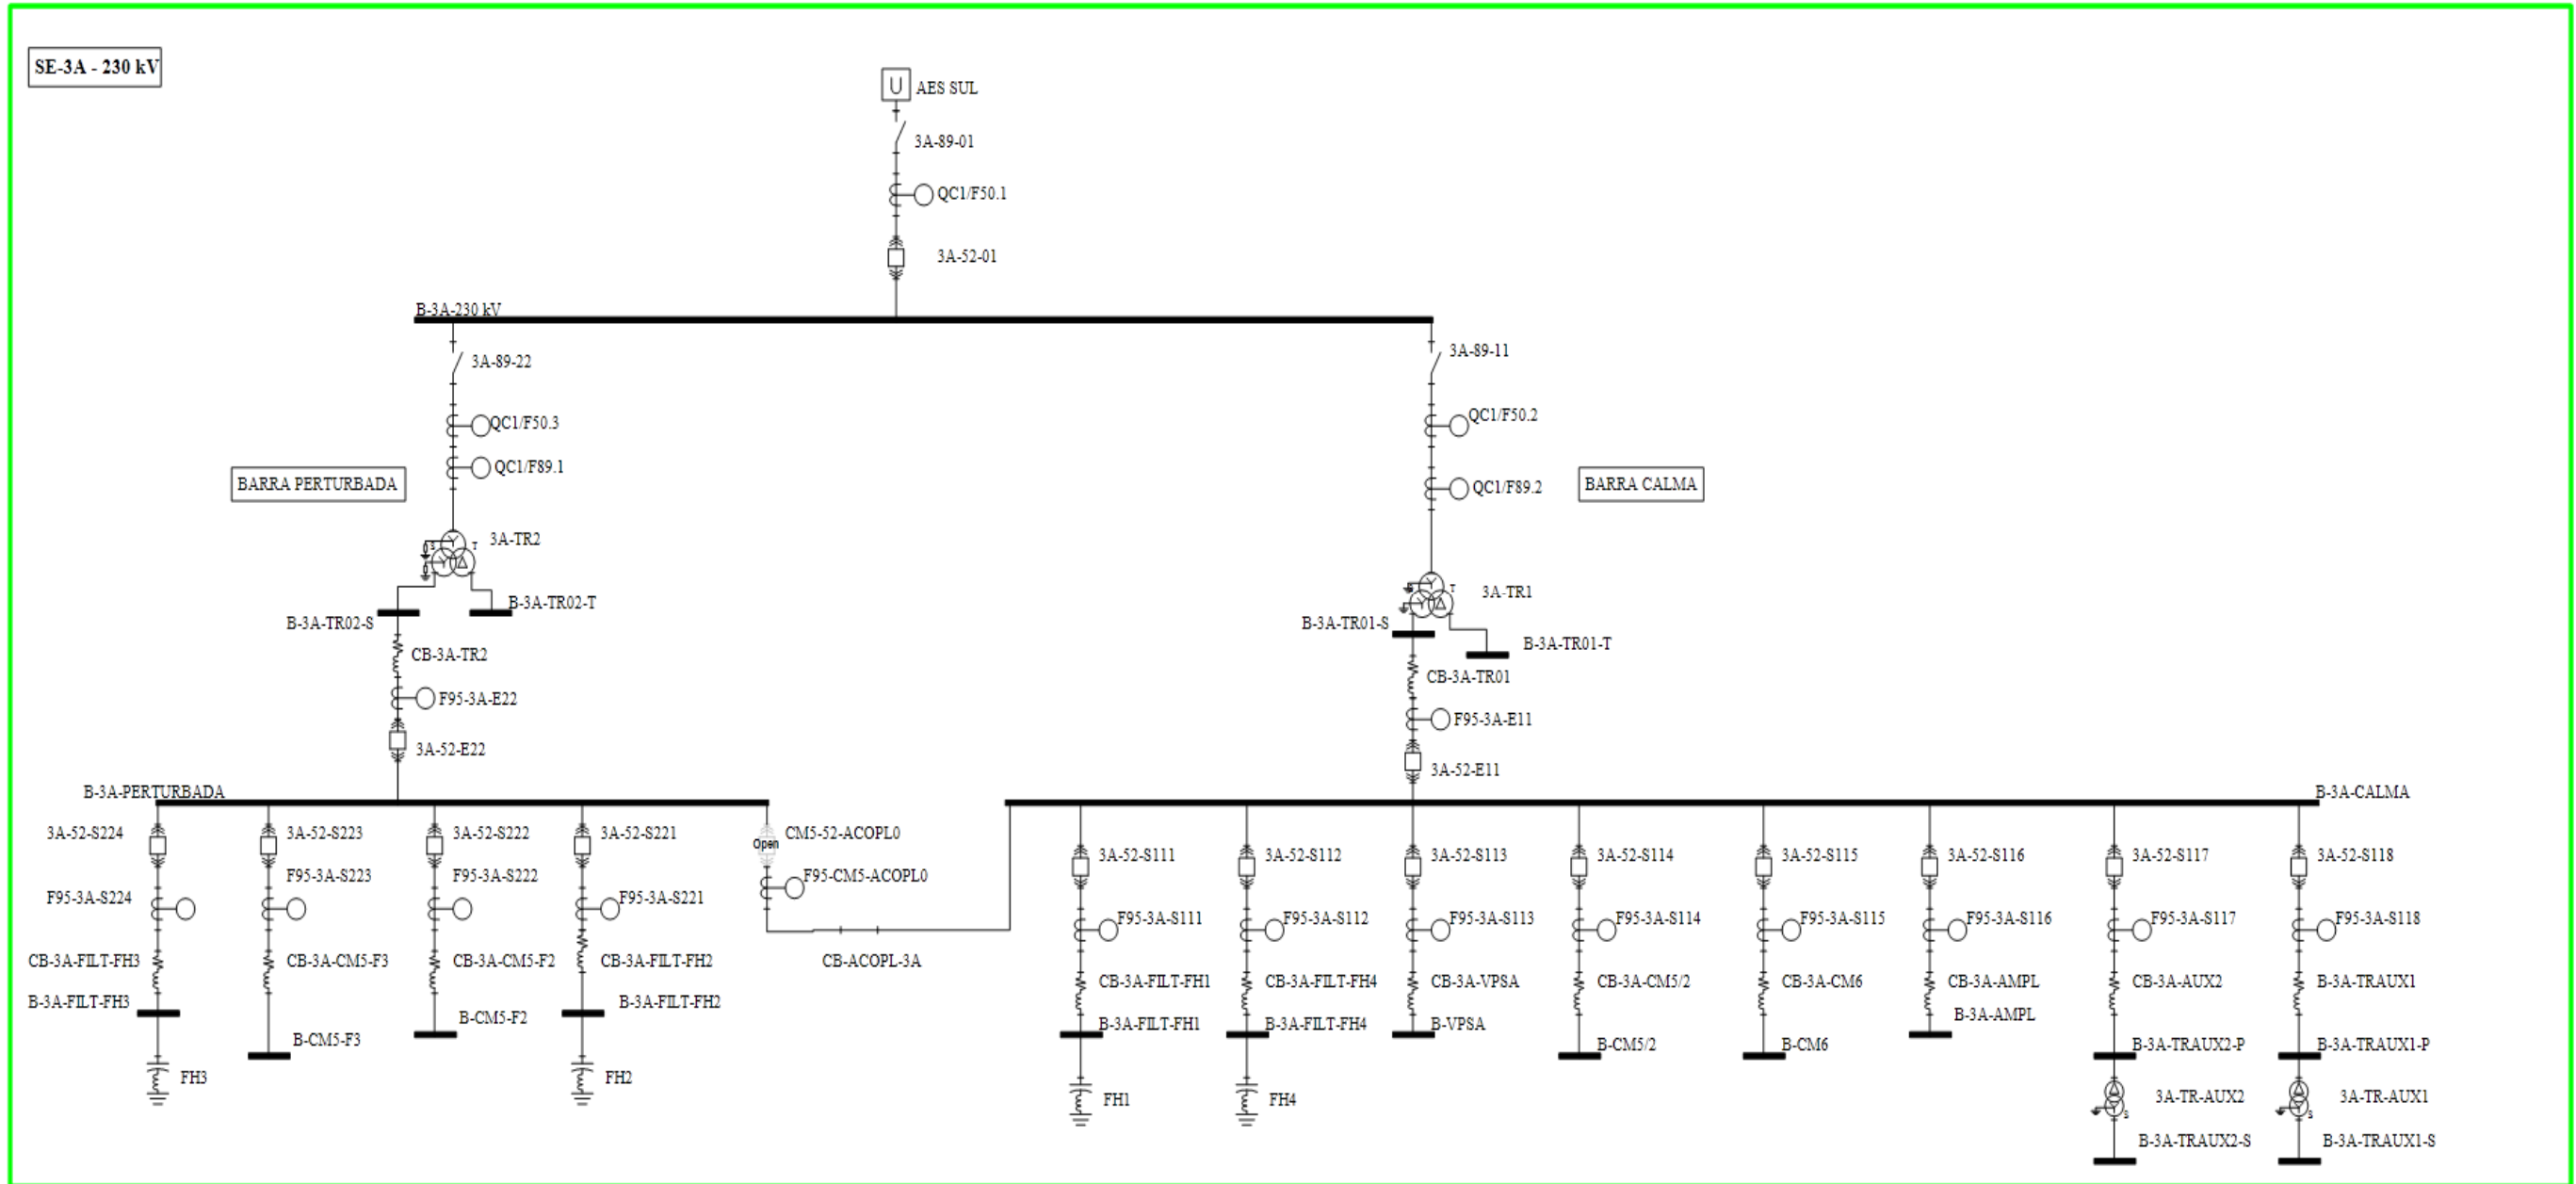 SE-3A - 230 kV
U
AES SUL
3A-89-01
QC1/F50.1
3A-52-01
B-3A-230 kV
3A-89-22
3A-89-11
QC1/F50.3
QC1/F50.2
QC1/F89.1
QC1/F89.2
BARRA PERTURBADA
BARRA CALMA
3A-TR2
S
T
3A-TR1
T
B-3A-TR02-T
B-3A-TR02-S
B-3A-TR01-S
B-3A-TR01-T
CB-3A-TR2
CB-3A-TR01
F95-3A-E22
F95-3A-E11
3A-52-E22
3A-52-E11
B-3A-PERTURBADA
B-3A-CALMA
3A-52-S224
3A-52-S223
3A-52-S222
3A-52-S221
CM5-52-ACOPL0
Open
3A-52-S111
3A-52-S112
3A-52-S113
3A-52-S114
3A-52-S115
3A-52-S116
3A-52-S117
3A-52-S118
F95-3A-S224
F95-3A-S223
F95-3A-S222
F95-3A-S221
F95-CM5-ACOPL0
F95-3A-S111
F95-3A-S112
F95-3A-S113
F95-3A-S114
F95-3A-S115
F95-3A-S116
F95-3A-S117
F95-3A-S118
CB-3A-FILT-FH3
CB-3A-CM5-F3
CB-3A-CM5-F2
CB-3A-FILT-FH2
CB-ACOPL-3A
CB-3A-FILT-FH1
CB-3A-FILT-FH4
CB-3A-VPSA
CB-3A-CM5/2
CB-3A-CM6
CB-3A-AMPL
CB-3A-AUX2
B-3A-TRAUX1
B-3A-FILT-FH3
B-CM5-F3
B-CM5-F2
B-3A-FILT-FH2
B-3A-FILT-FH1
B-3A-FILT-FH4
B-VPSA
B-CM5/2
B-CM6
B-3A-AMPL
B-3A-TRAUX2-P
B-3A-TRAUX1-P
FH3
FH2
FH1
FH4
3A-TR-AUX2
S
3A-TR-AUX1
S
B-3A-TRAUX2-S
B-3A-TRAUX1-S